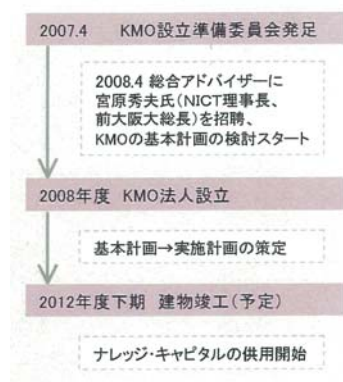 2007.4 KMO設立準備委員会発足
2008.4 総合アドバイザーに
宮原秀夫氏(NICT理事長、
前大阪大総長)を招聘、
KMOの基本計画の検討スタート
2008年度 KMO法人設立
基本計画→実施計画の策定
2012年度下期 建物竣工(予定)
ナレッジ・キャピタルの供用開始